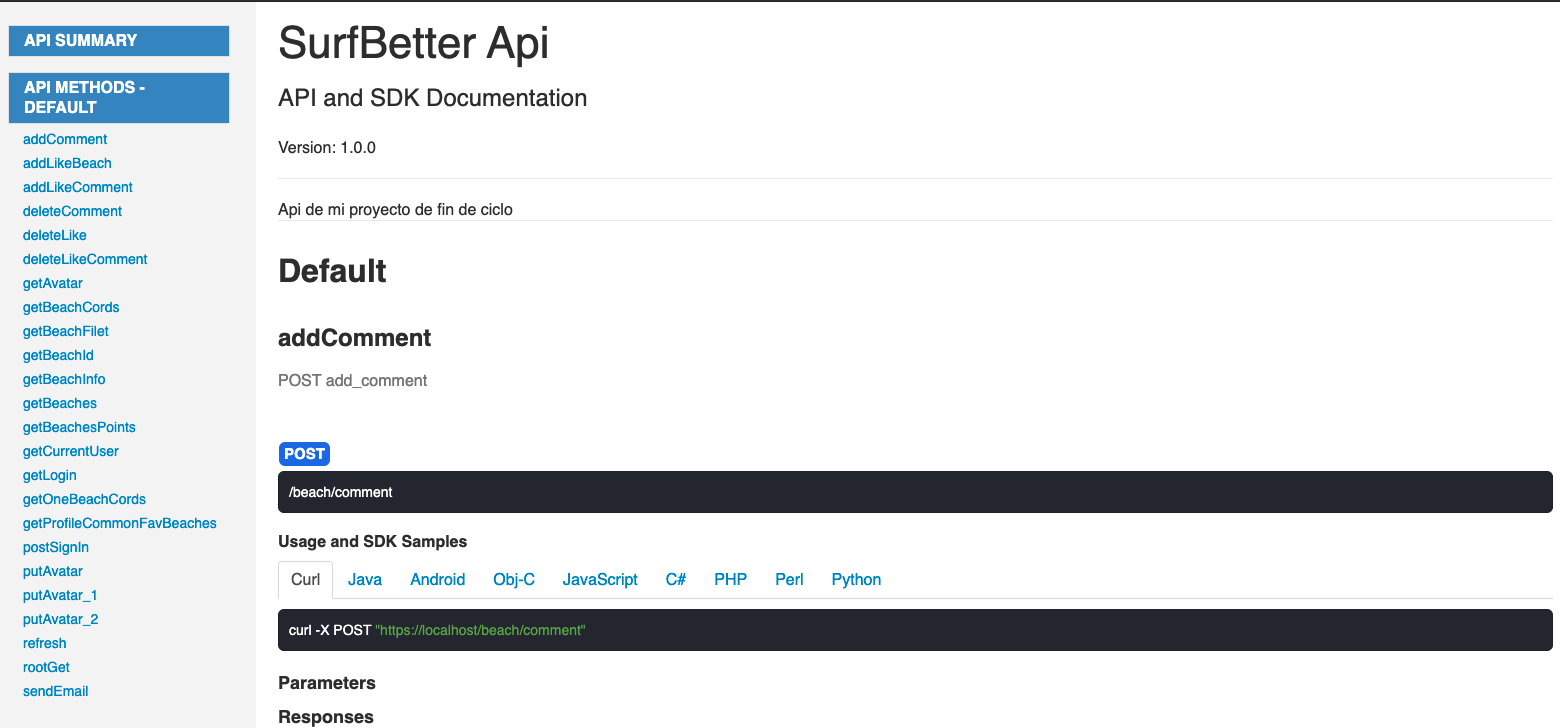 API SUMMARY
API METHODS -
DEFAULT
addComment
addLikeBeach
addLikeComment
deleteComment
deleteLike
deleteLikeComment
getAvatar
getBeachCords
getBeachFilet
getBeachId
getBeachInfo
getBeaches
getBeachesPoints
getCurrentUser
getLogin
getOneBeachCords
getProfileCommonFavBeaches
postSignIn
putAvatar
putAvatar_1
putAvatar_2
refresh
rootGet
sendEmail
SurfBetter Api
API and SDK Documentation
Version: 1.0.0
Api de mi proyecto de fin de ciclo
Default
addComment
POST add_comment
POST
/beach/comment
Usage and SDK Samples
Curl Java Android Obj-C JavaScript C# PHP Perl Python
curl -X POST "https://localhost/beach/comment"
Parameters
Responses